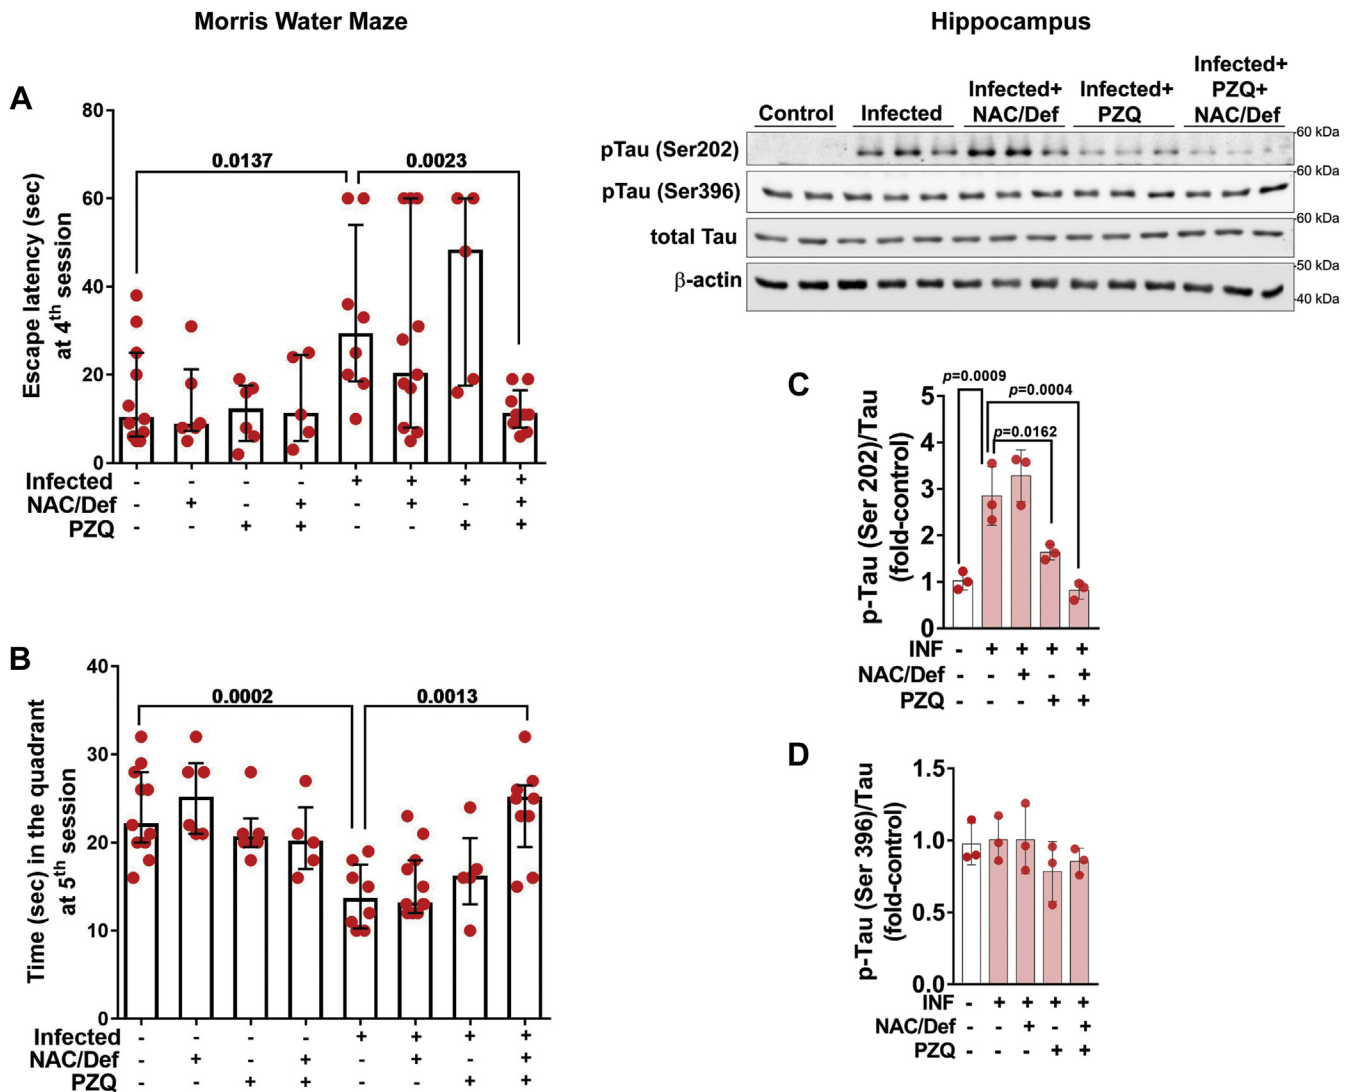 Morris Water Maze
Hippocampus
A
Escape latency (sec)
at 4th session
80
60
40
20
0
0.0137
0.0023
Infected - - - - + + + +
NAC/Def - + - + - + - +
PZQ - - + + - - + +
Control
Infected
Infected+
NAC/Def
Infected+
PZQ
Infected+
PZQ+
NAC/Def
pTau (Ser202)
60 kDa
60 kDa
pTau (Ser396)
60 kDa
total Tau
β-actin
50 kDa
40 kDa
B
Time (sec) in the quadrant
at 5th session
40
30
20
10
0
0.0002
0.0013
Infected - - - - + + + +
NAC/Def - + - + - + - +
PZQ - - + + - - + +
C
p-Tau (Ser 202)/Tau
(fold-control)
5
4
3
2
1
0
p=0.0009
p=0.0004
p=0.0162
INF - + + + +
NAC/Def - - + - +
PZQ - - - + +
D
p-Tau (Ser 396)/Tau
(fold-control)
1.5
1.0
0.5
0.0
INF - + + + +
NAC/Def - - + - +
PZQ - - - + +